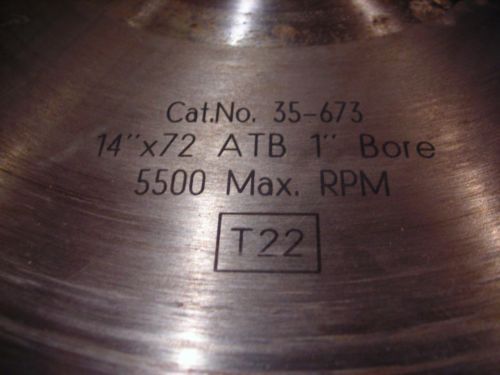 Cat.No. 35-673
14"x72 ATB 1" Bore
5500 Max. RPM
T22